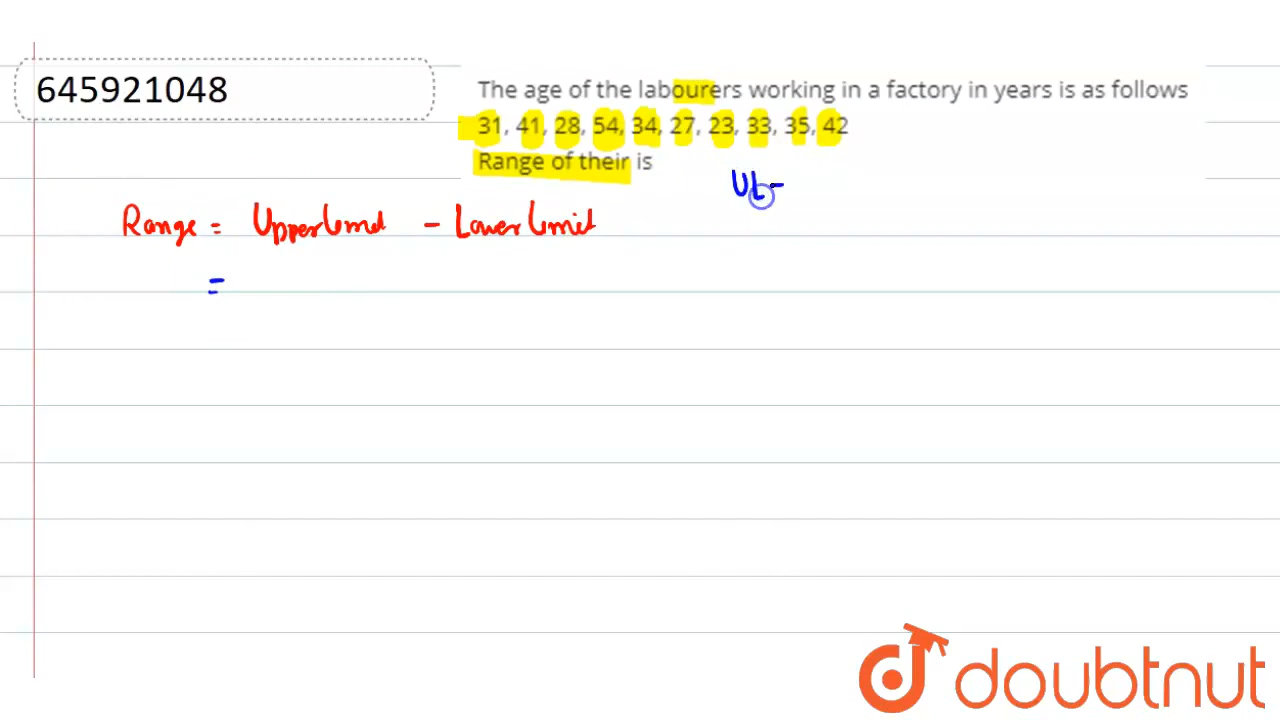 645921048
The age of the labourers working in a factory in years is as follows
31, 41, 28, 54, 34, 27, 23, 33, 35, 42
Range of their is
UL-
Range = Upper limit - Lower limit
=
doubtnut